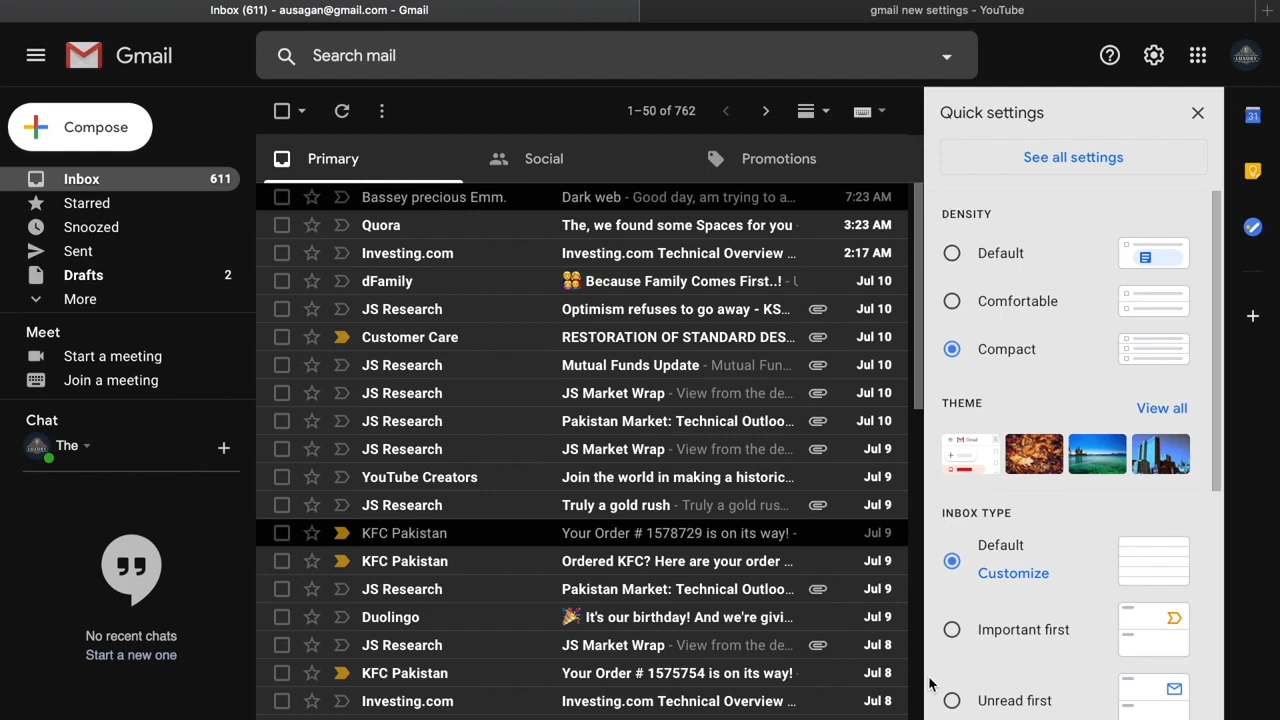 Inbox (611) - ausagan@gmail.com - Gmail
gmail new settings - YouTube
Gmail
Search mail
Compose
1–50 of 762
Quick settings
See all settings
Inbox 611
Starred
Snoozed
Sent
Drafts 2
More
Meet
Start a meeting
Join a meeting
Chat
The
No recent chats
Start a new one
Primary
Social
Promotions
Bassey precious Emm. Dark web - Good day, am trying to a... 7:23 AM
Quora The, we found some Spaces for you 3:23 AM
Investing.com Investing.com Technical Overview ... 2:17 AM
dFamily 👨‍👩‍👧‍👦 Because Family Comes First..! - Jul 10
JS Research Optimism refuses to go away - KS... Jul 10
Customer Care RESTORATION OF STANDARD DES... Jul 10
JS Research Mutual Funds Update - Mutual Fun... Jul 10
JS Research JS Market Wrap - View from the de... Jul 10
JS Research Pakistan Market: Technical Outloo... Jul 10
JS Research JS Market Wrap - View from the de... Jul 9
YouTube Creators Join the world in making a historic... Jul 9
JS Research Truly a gold rush - Truly a gold rus... Jul 9
KFC Pakistan Your Order # 1578729 is on its way! - Jul 9
KFC Pakistan Ordered KFC? Here are your order ... Jul 9
JS Research Pakistan Market: Technical Outloo... Jul 9
Duolingo 🎉 It's our birthday! And we're givi... Jul 9
JS Research JS Market Wrap - View from the de... Jul 8
KFC Pakistan Your Order # 1575754 is on its way! Jul 8
Investing.com Investing.com Technical Overview ... Jul 8
DENSITY
Default
Comfortable
Compact
THEME
View all
Gmail
INBOX TYPE
Default
Customize
Important first
Unread first
31